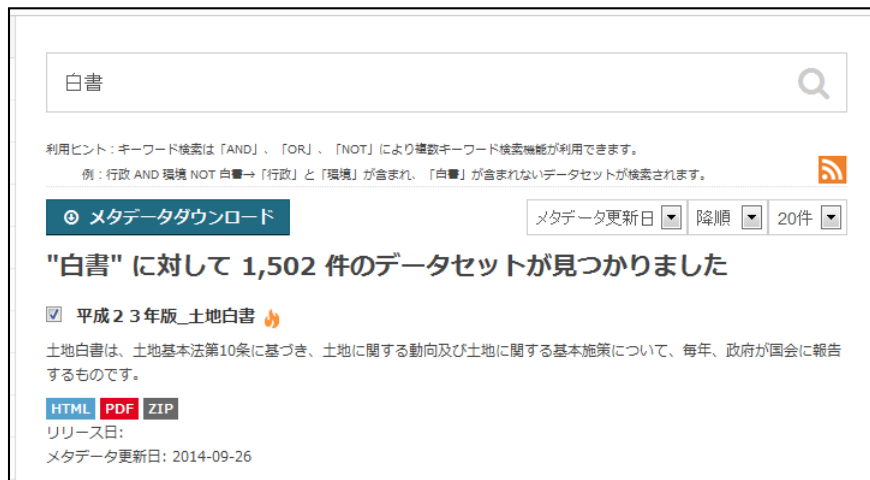 白書
利用ヒント：キーワード検索は「AND」、「OR」、「NOT」により複数キーワード検索機能が利用できます。
例：行政 AND 環境 NOT 白書→「行政」と「環境」が含まれ、「白書」が含まれないデータセットが検索されます。
メタデータダウンロード
メタデータ更新日 降順 20件
"白書" に対して 1,502 件のデータセットが見つかりました
平成２３年版_土地白書
土地白書は、土地基本法第10条に基づき、土地に関する動向及び土地に関する基本施策について、毎年、政府が国会に報告
するものです。
HTML PDF ZIP
リリース日:
メタデータ更新日: 2014-09-26